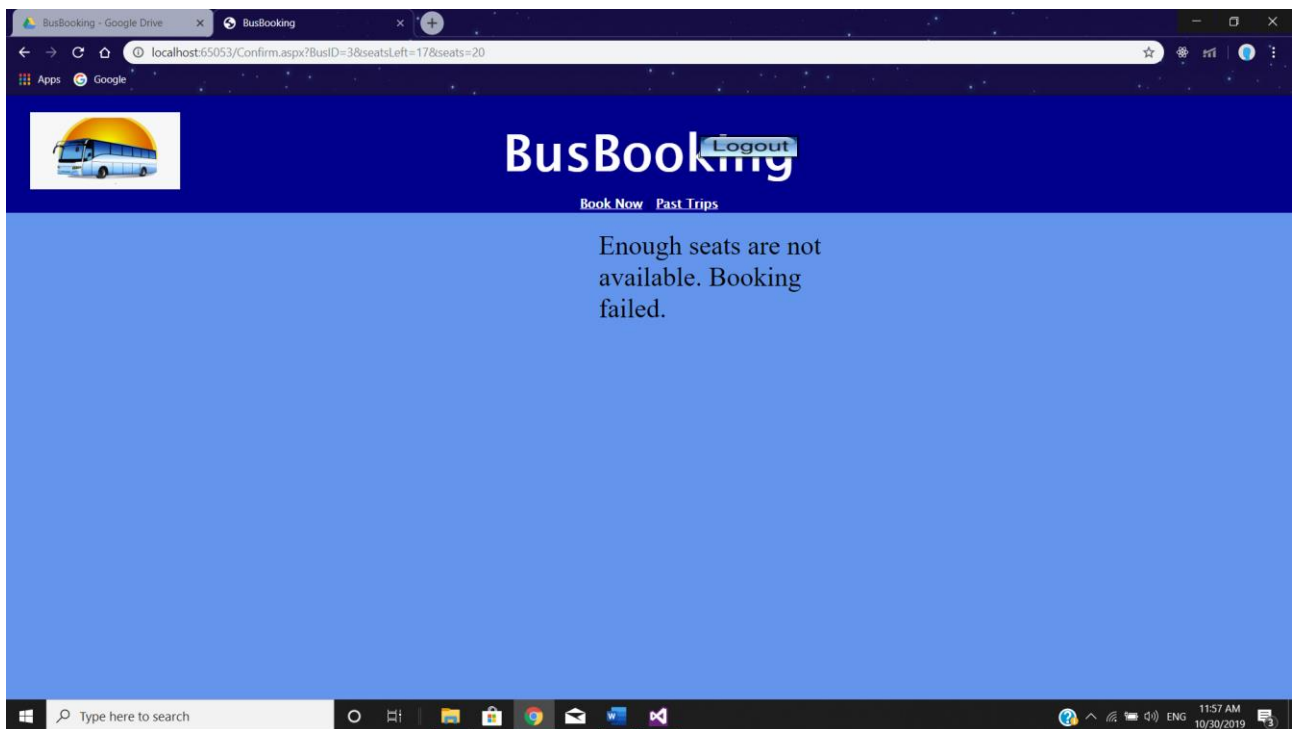 BusBooking - Google Drive
BusBooking
localhost:65053/Confirm.aspx?BusID=3&seatsLeft=17&seats=20
Apps Google
BusBooking
Logout
Book Now Past Trips
Enough seats are not
available. Booking
failed.
Type here to search
ENG
11:57 AM
10/30/2019
3